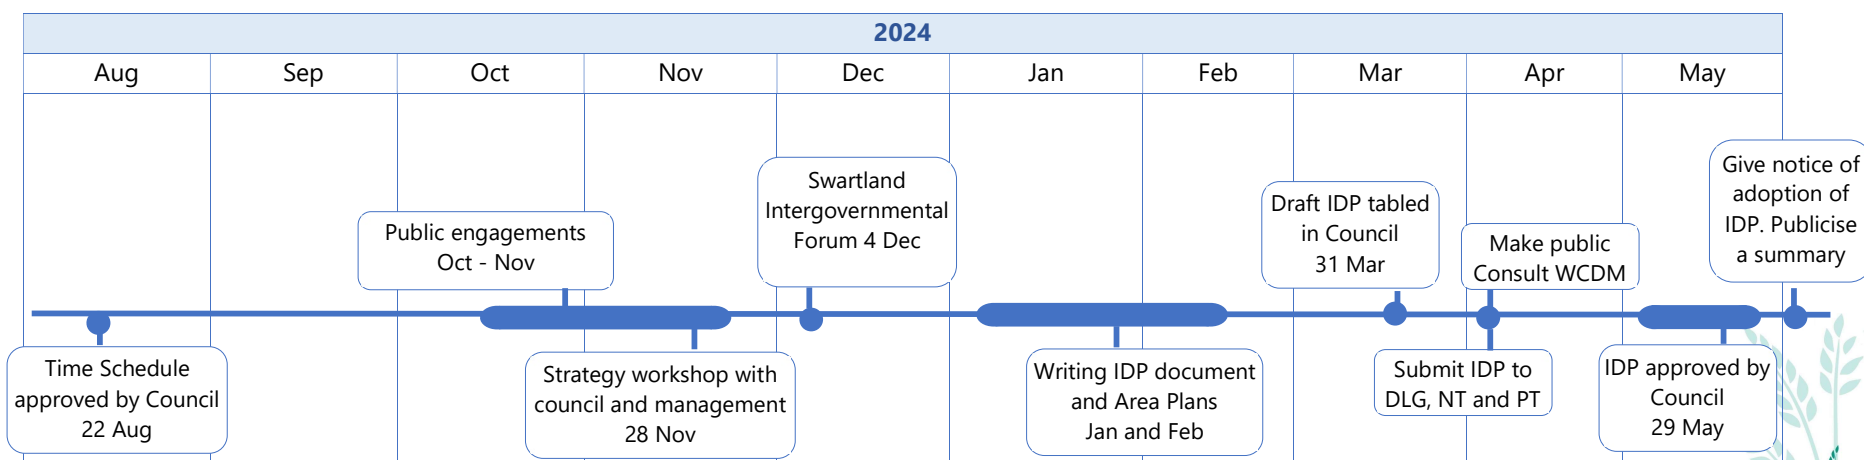 2024
Aug Sep Oct Nov Dec Jan Feb Mar Apr May
Time Schedule
approved by Council
22 Aug
Public engagements
Oct - Nov
Strategy workshop with
council and management
28 Nov
Swartland
Intergovernmental
Forum 4 Dec
Writing IDP document
and Area Plans
Jan and Feb
Draft IDP tabled
in Council
31 Mar
Make public
Consult WCDM
Submit IDP to
DLG, NT and PT
IDP approved by
Council
29 May
Give notice of
adoption of
IDP. Publicise
a summary